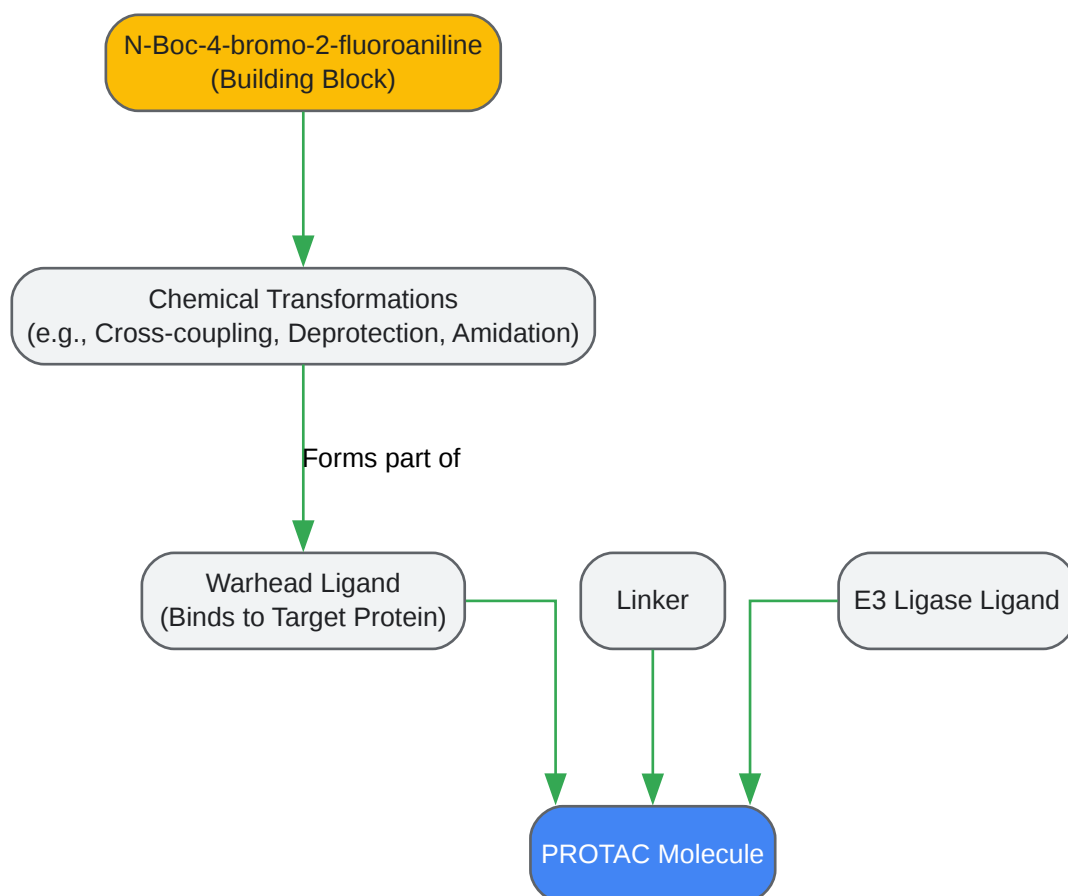 N-Boc-4-bromo-2-fluoroaniline
(Building Block)
Chemical Transformations
(e.g., Cross-coupling, Deprotection, Amidation)
Forms part of
Warhead Ligand
(Binds to Target Protein)
Linker
E3 Ligase Ligand
PROTAC Molecule